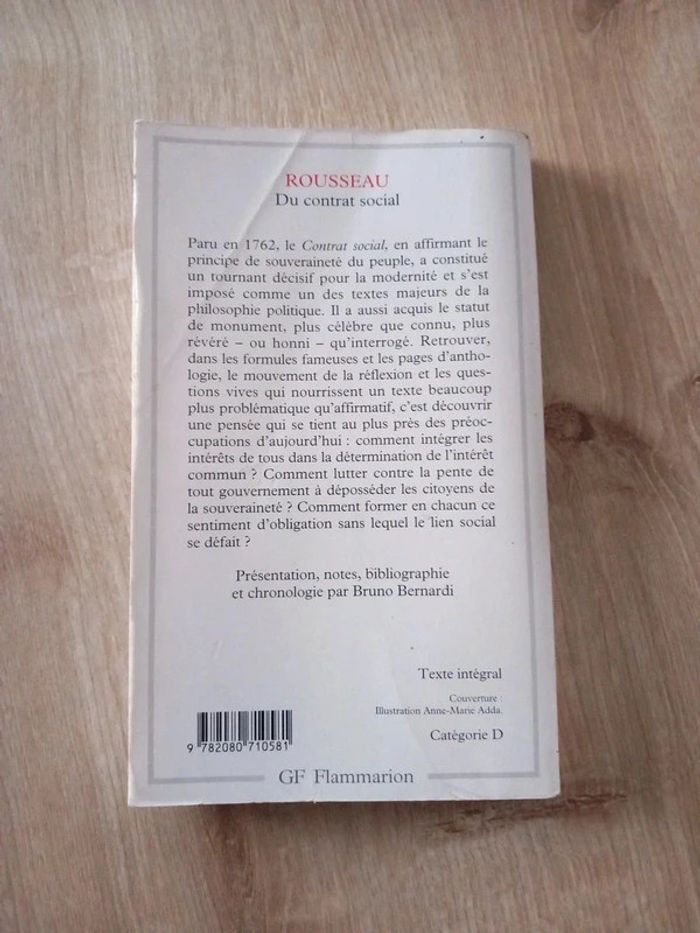 ROUSSEAU
Du contrat social
Paru en 1762, le Contrat social, en affirmant le
principe de souveraineté du peuple, a constitué
un tournant décisif pour la modernité et s'est
imposé comme un des textes majeurs de la
philosophie politique. Il a aussi acquis le statut
de monument, plus célèbre que connu, plus
révéré – ou honni – qu'interrogé. Retrouver,
dans les formules fameuses et les pages d'antho-
logie, le mouvement de la réflexion et les ques-
tions vives qui nourrissent un texte beaucoup
plus problématique qu'affirmatif, c'est découvrir
une pensée qui se tient au plus près des préoc-
cupations d'aujourd'hui : comment intégrer les
intérêts de tous dans la détermination de l'intérêt
commun ? Comment lutter contre la pente de
tout gouvernement à déposséder les citoyens de
la souveraineté ? Comment former en chacun ce
sentiment d'obligation sans lequel le lien social
se défait ?
Présentation, notes, bibliographie
et chronologie par Bruno Bernardi
Texte intégral
Couverture :
Illustration Anne-Marie Adda.
Catégorie D
9 782080 710581
GF Flammarion